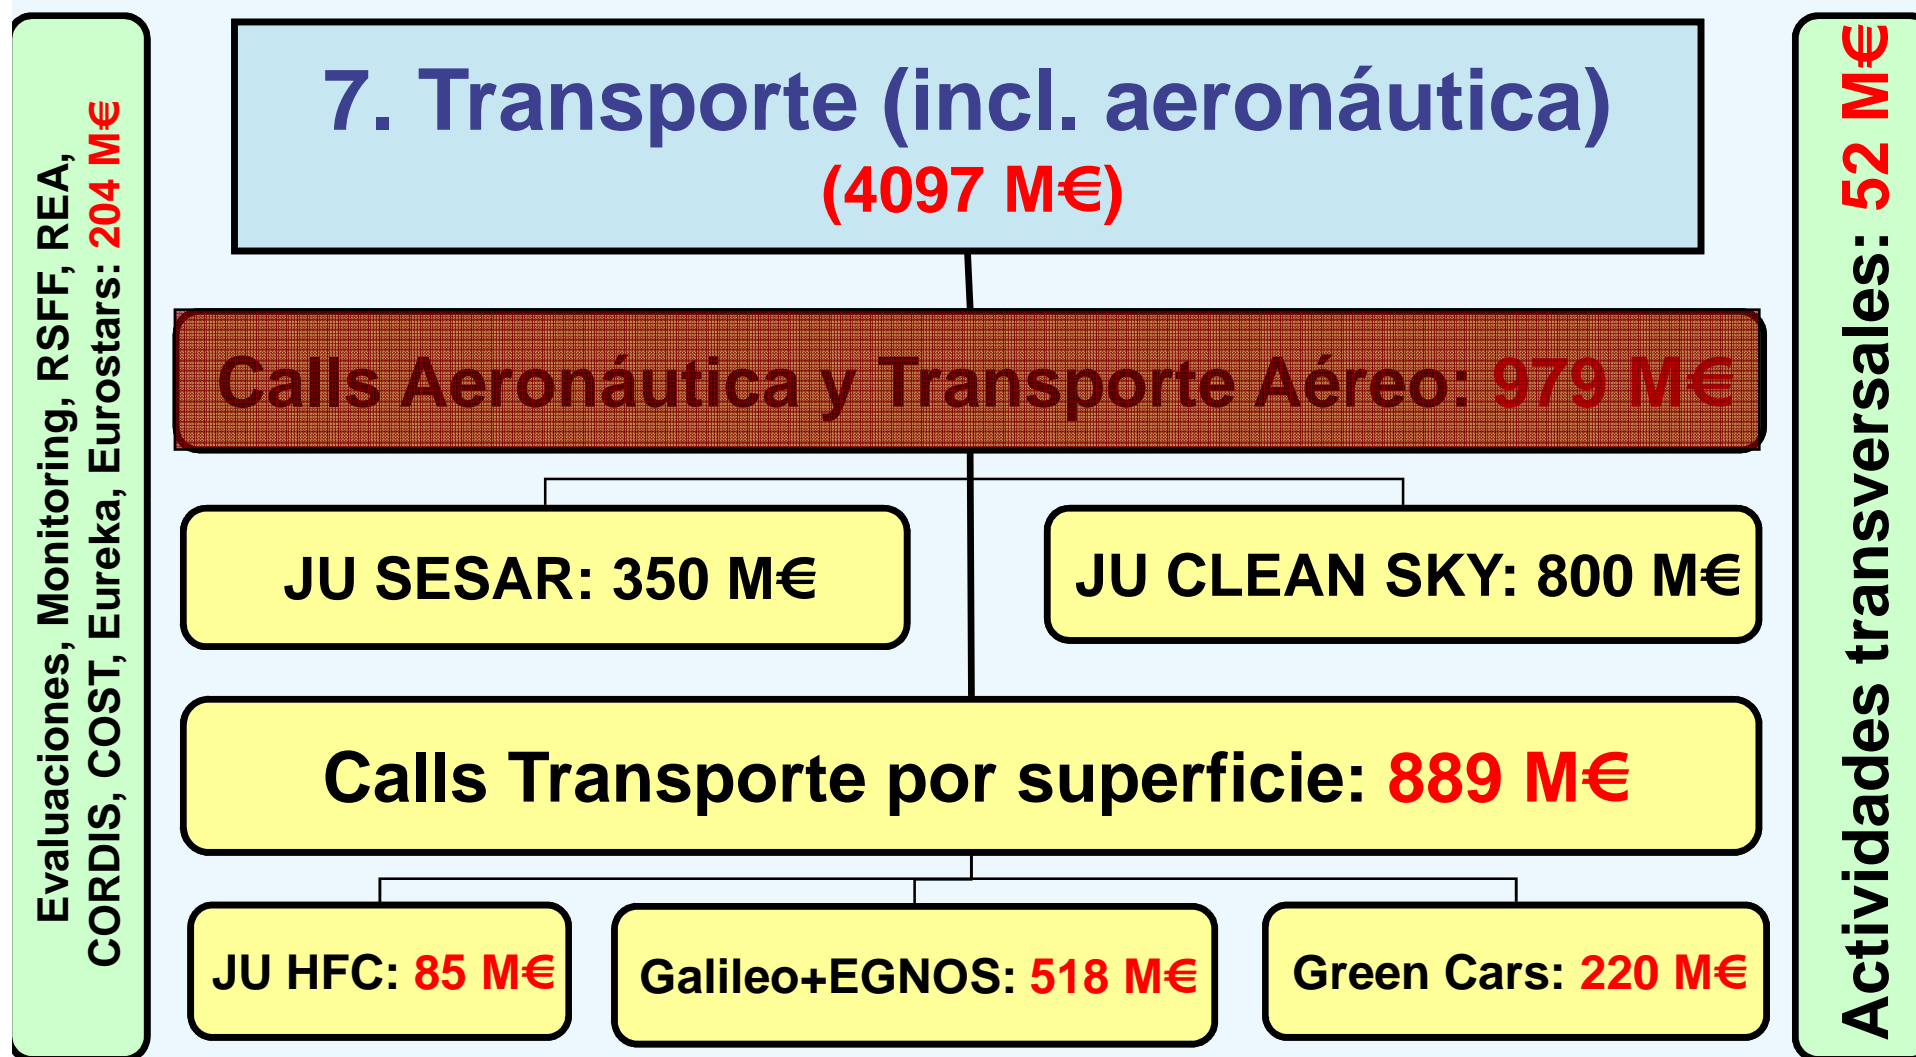 7. Transporte (incl. aeronáutica)
(4097 M€)
Evaluaciones, Monitoring, RSFF, REA,
CORDIS, COST, Eureka, Eurostars: 204 M€
Calls Aeronáutica y Transporte Aéreo: 979 M€
JU SESAR: 350 M€
JU CLEAN SKY: 800 M€
Calls Transporte por superficie: 889 M€
JU HFC: 85 M€
Galileo+EGNOS: 518 M€
Green Cars: 220 M€
Actividades transversales: 52 M€